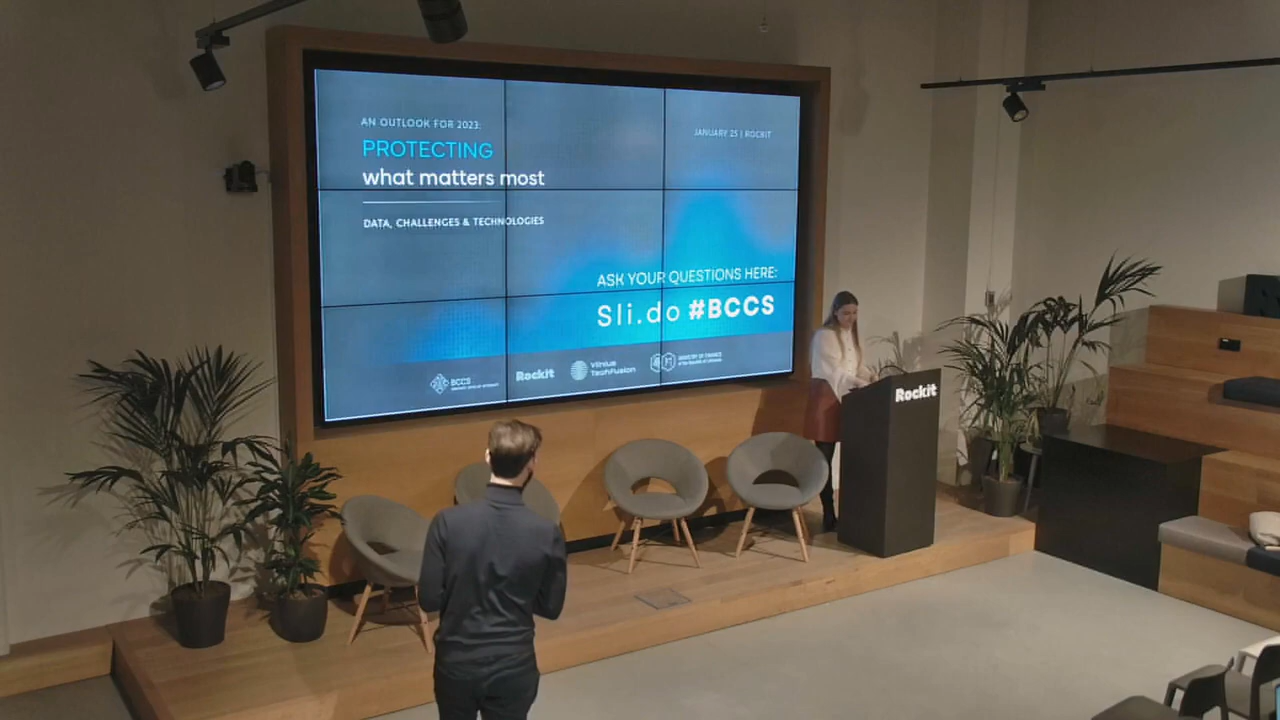 AN OUTLOOK FOR 2023:
PROTECTING
what matters most
DATA, CHALLENGES & TECHNOLOGIES
JANUARY 25 | ROCKIT
ASK YOUR QUESTIONS HERE:
Sli.do #BCCS
BCCS
Rockit
Vilnius
TechFusion
MINISTRY OF FINANCE
Rockit